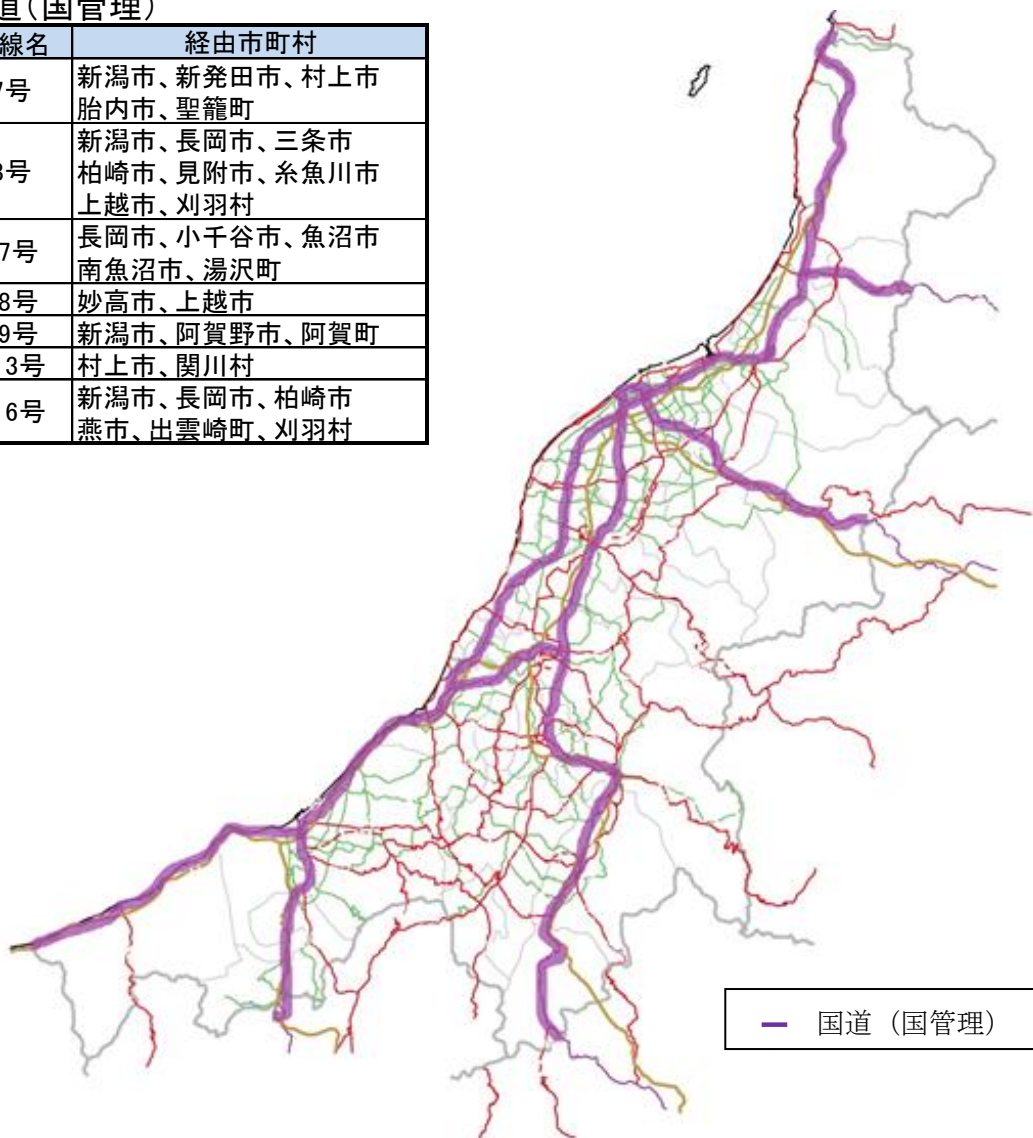 道（国管理）
線名 経由市町村
7号 新潟市、新発田市、村上市
胎内市、聖籠町
8号 新潟市、長岡市、三条市
柏崎市、見附市、糸魚川市
上越市、刈羽村
7号 長岡市、小千谷市、魚沼市
南魚沼市、湯沢町
8号 妙高市、上越市
9号 新潟市、阿賀野市、阿賀町
13号 村上市、関川村
16号 新潟市、長岡市、柏崎市
燕市、出雲崎町、刈羽村
国道（国管理）